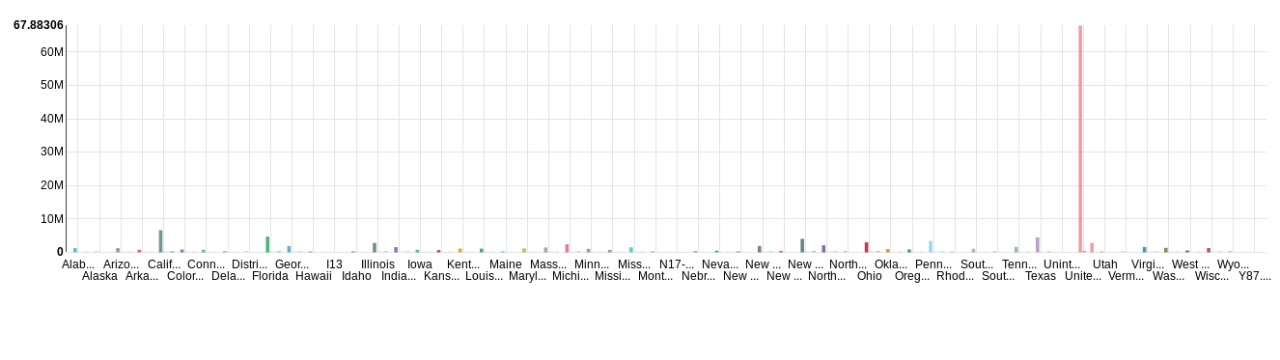 67.88306
60M
50M
40M
30M
20M
10M
0
Alab... Arizo... Calif... Conn... Distri... Geor... I13 Illinois Iowa Kent... Maine Mass... Minn... Miss... N17-... Neva... New ... New ... North... Okla... Penn... Sout... Tenn... Unint... Utah Virgi... West ... Wyo...
Alaska Arka... Color... Dela... Florida Hawaii Idaho India... Kans... Louis... Maryl... Michi... Missi... Mont... Nebr... New ... New ... North... Ohio Oreg... Rhod... Sout... Texas Unite... Verm... Was... Wisc... Y87....